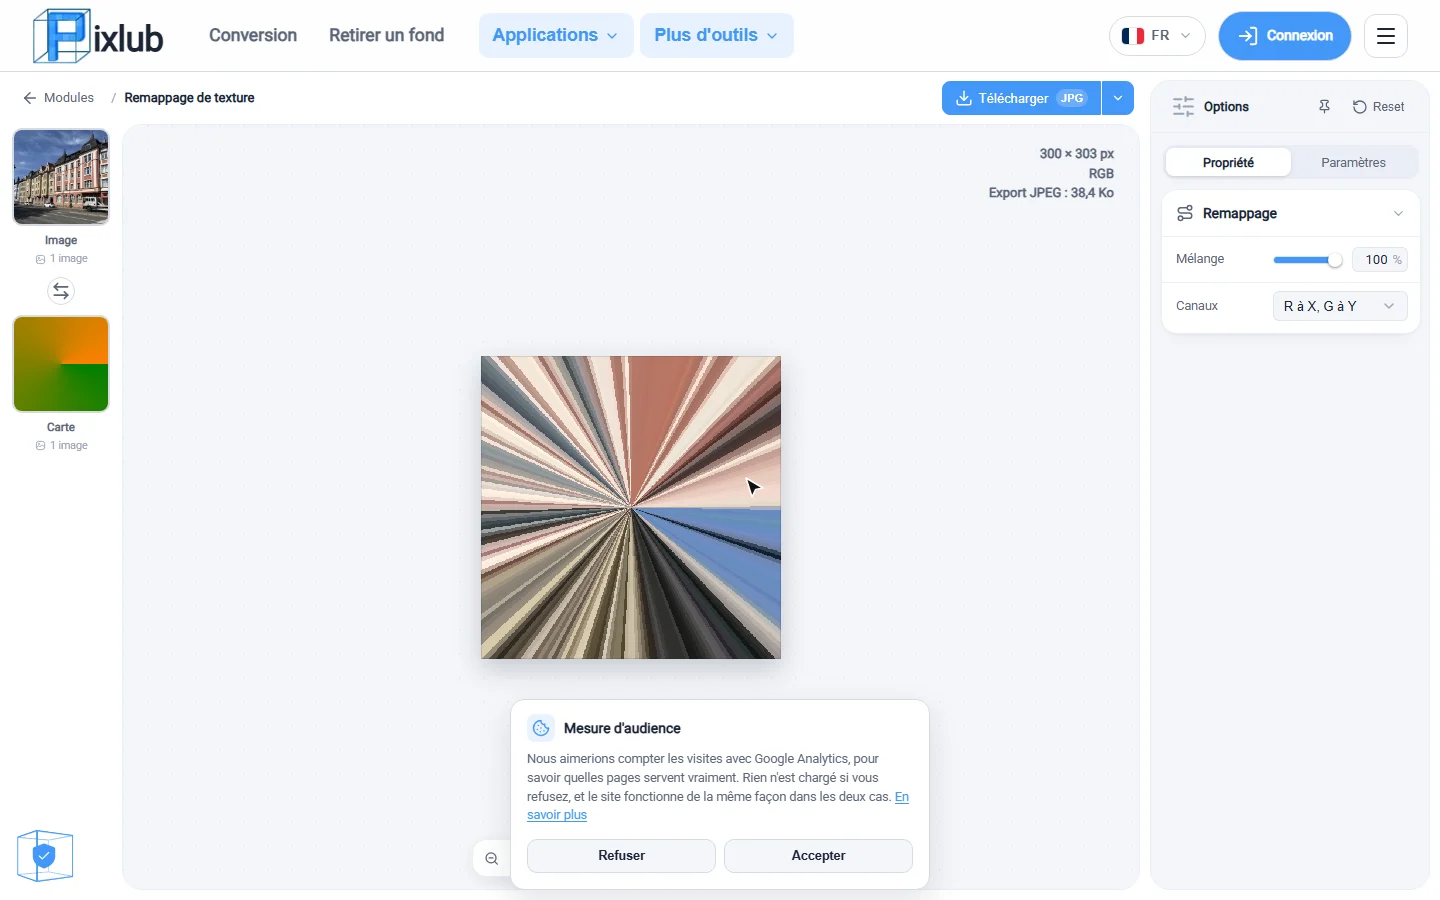 Pixlub
Conversion
Retirer un fond
Applications
Plus d'outils
FR
Connexion
Modules
/ Remappage de texture
Télécharger JPG
Options
Reset
300 × 303 px
RGB
Export JPEG : 38,4 Ko
Propriété
Paramètres
Remappage
Mélange
100 %
Canaux
R à X, G à Y
Image
1 image
Carte
1 image
Mesure d'audience
Nous aimerions compter les visites avec Google Analytics, pour
savoir quelles pages servent vraiment. Rien n'est chargé si vous
refusez, et le site fonctionne de la même façon dans les deux cas. En
savoir plus
Refuser
Accepter